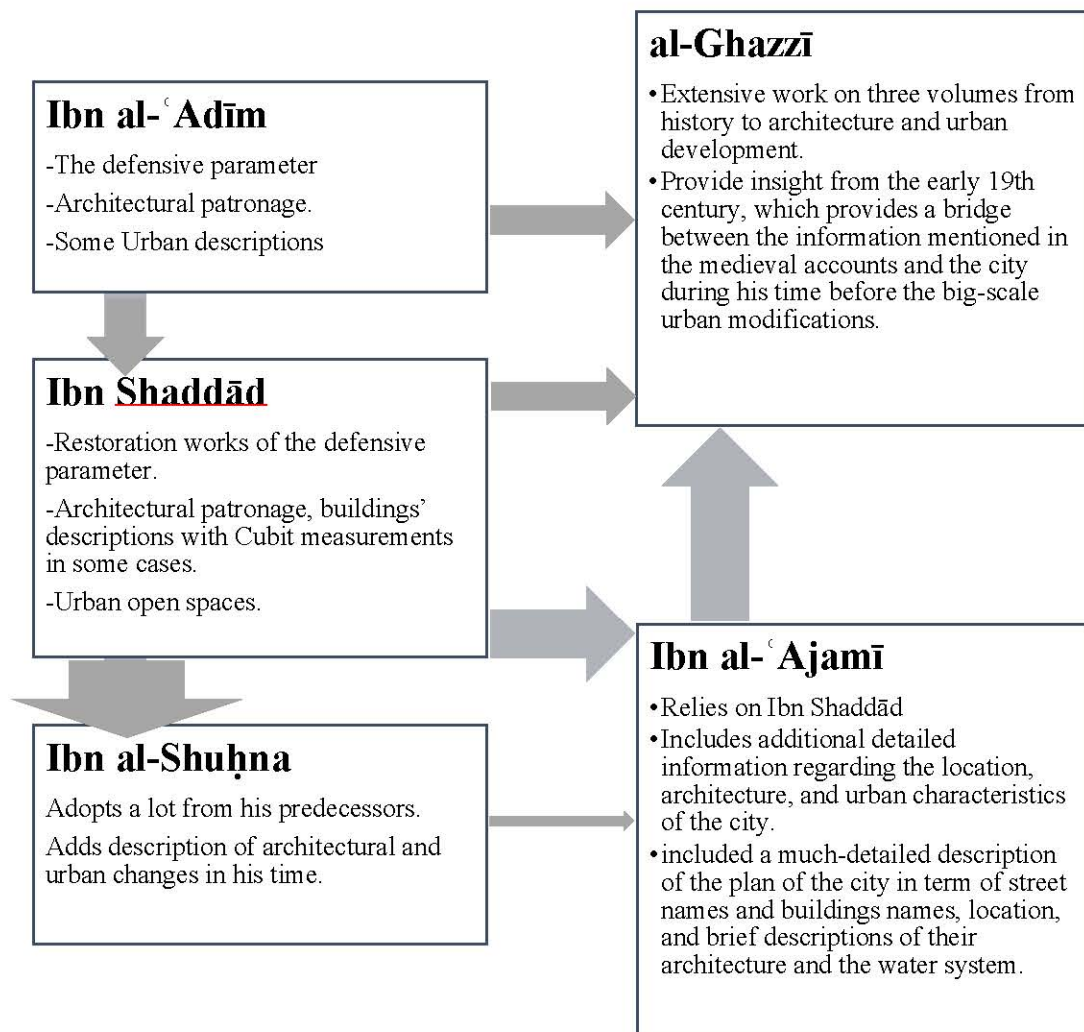 Ibn al-ʿAdīm
-The defensive parameter
-Architectural patronage.
-Some Urban descriptions
Ibn Shaddād
-Restoration works of the defensive
parameter.
-Architectural patronage, buildings’
descriptions with Cubit measurements
in some cases.
-Urban open spaces.
Ibn al-Shuḥna
Adopts a lot from his predecessors.
Adds description of architectural and
urban changes in his time.
al-Ghazzī
•Extensive work on three volumes from
history to architecture and urban
development.
•Provide insight from the early 19th
century, which provides a bridge
between the information mentioned in
the medieval accounts and the city
during his time before the big-scale
urban modifications.
Ibn al-ʿAjamī
•Relies on Ibn Shaddād
•Includes additional detailed
information regarding the location,
architecture, and urban characteristics
of the city.
•included a much-detailed description
of the plan of the city in term of street
names and buildings names, location,
and brief descriptions of their
architecture and the water system.